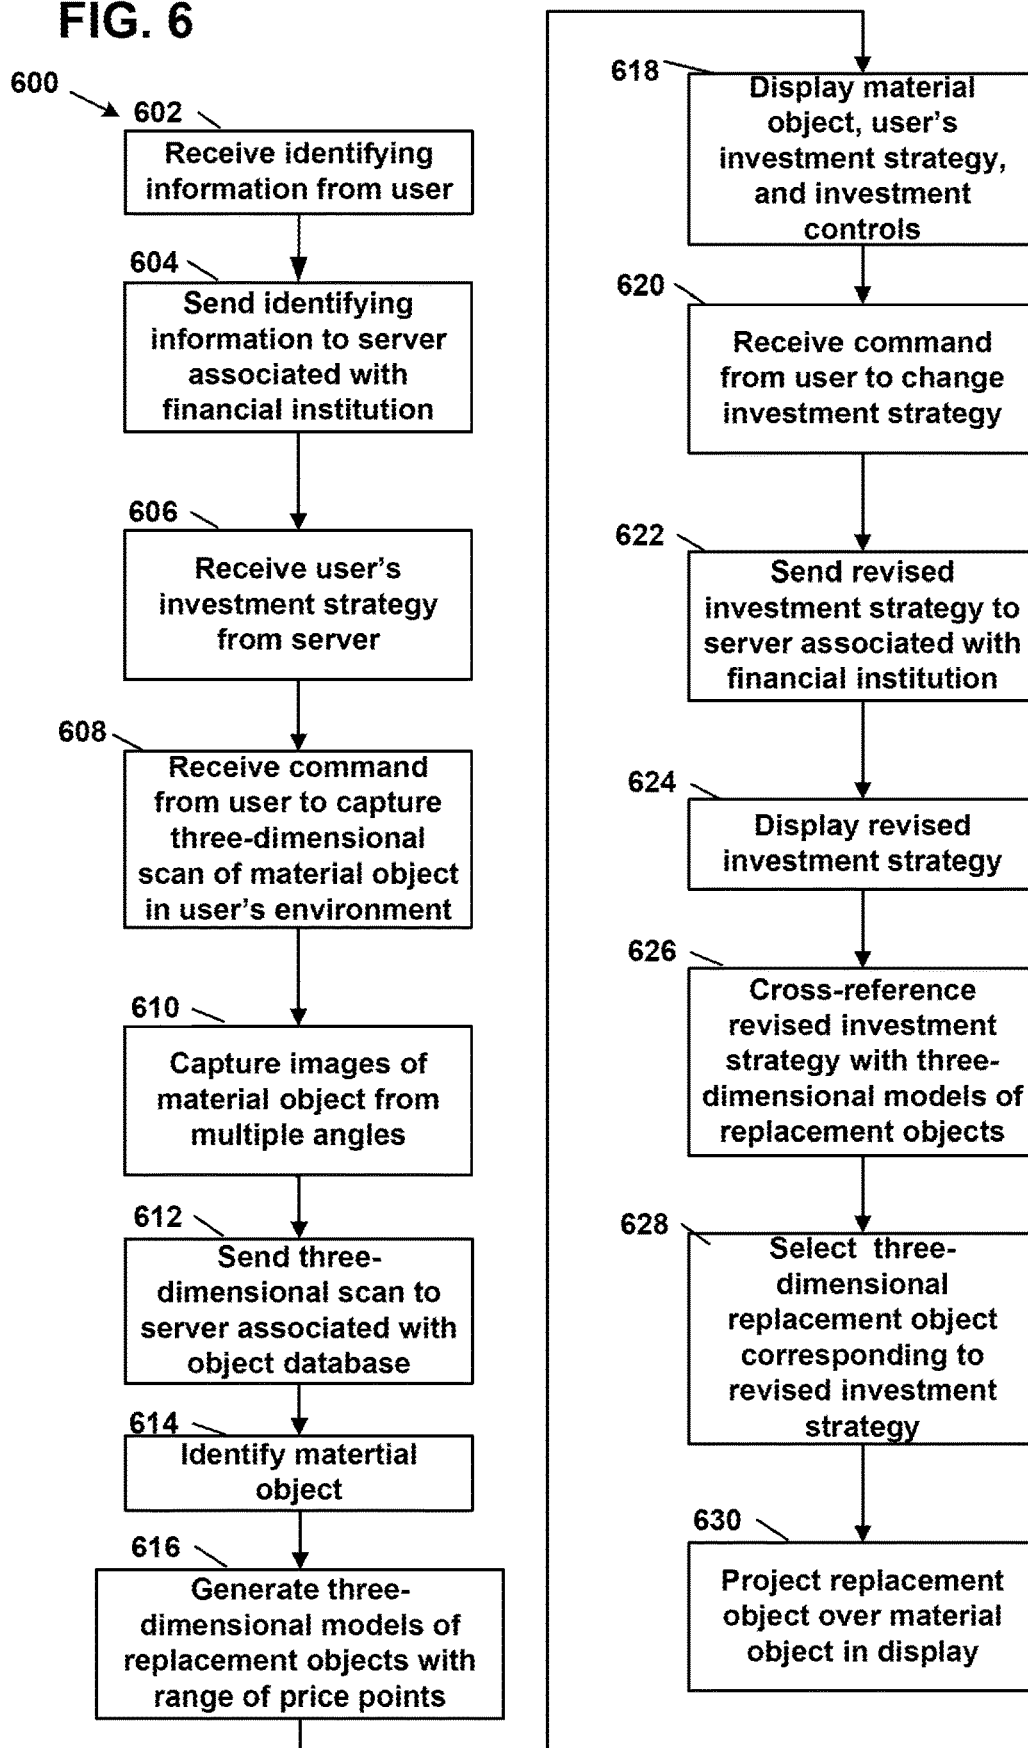 FIG. 6
600
602
Receive identifying
information from user
604
Send identifying
information to server
associated with
financial institution
606
Receive user's
investment strategy
from server
608
Receive command
from user to capture
three-dimensional
scan of material object
in user's environment
610
Capture images of
material object from
multiple angles
612
Send three-
dimensional scan to
server associated with
object database
614
Identify matertial
object
616
Generate three-
dimensional models of
replacement objects with
range of price points
618
Display material
object, user's
investment strategy,
and investment
controls
620
Receive command
from user to change
investment strategy
622
Send revised
investment strategy to
server associated with
financial institution
624
Display revised
investment strategy
626
Cross-reference
revised investment
strategy with three-
dimensional models of
replacement objects
628
Select three-
dimensional
replacement object
corresponding to
revised investment
strategy
630
Project replacement
object over material
object in display